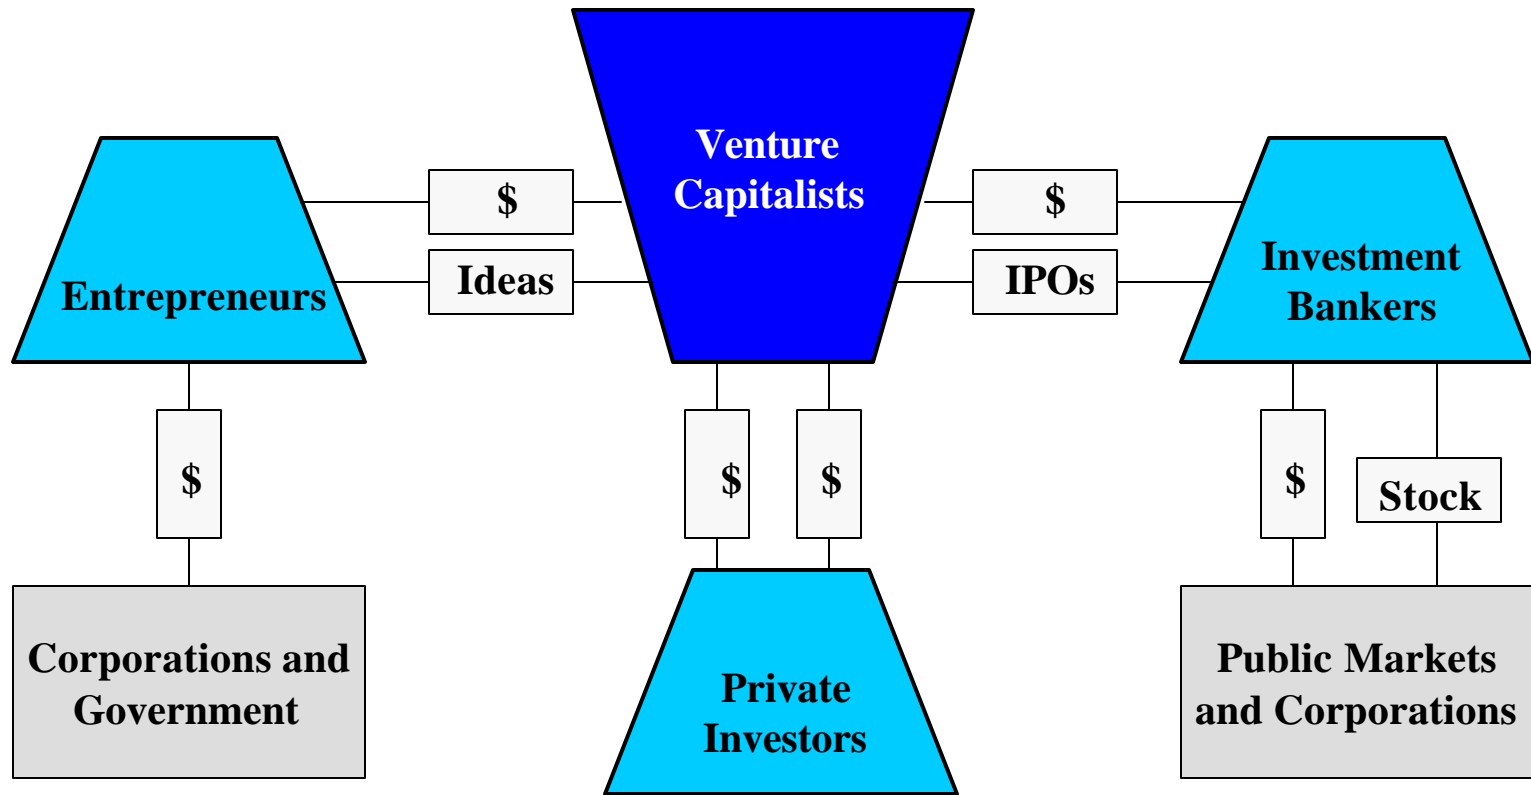 Venture
Capitalists
$
$
Entrepreneurs
Ideas
IPOs
Investment
Bankers
$
$
$
$
Stock
Corporations and
Government
Private
Investors
Public Markets
and Corporations